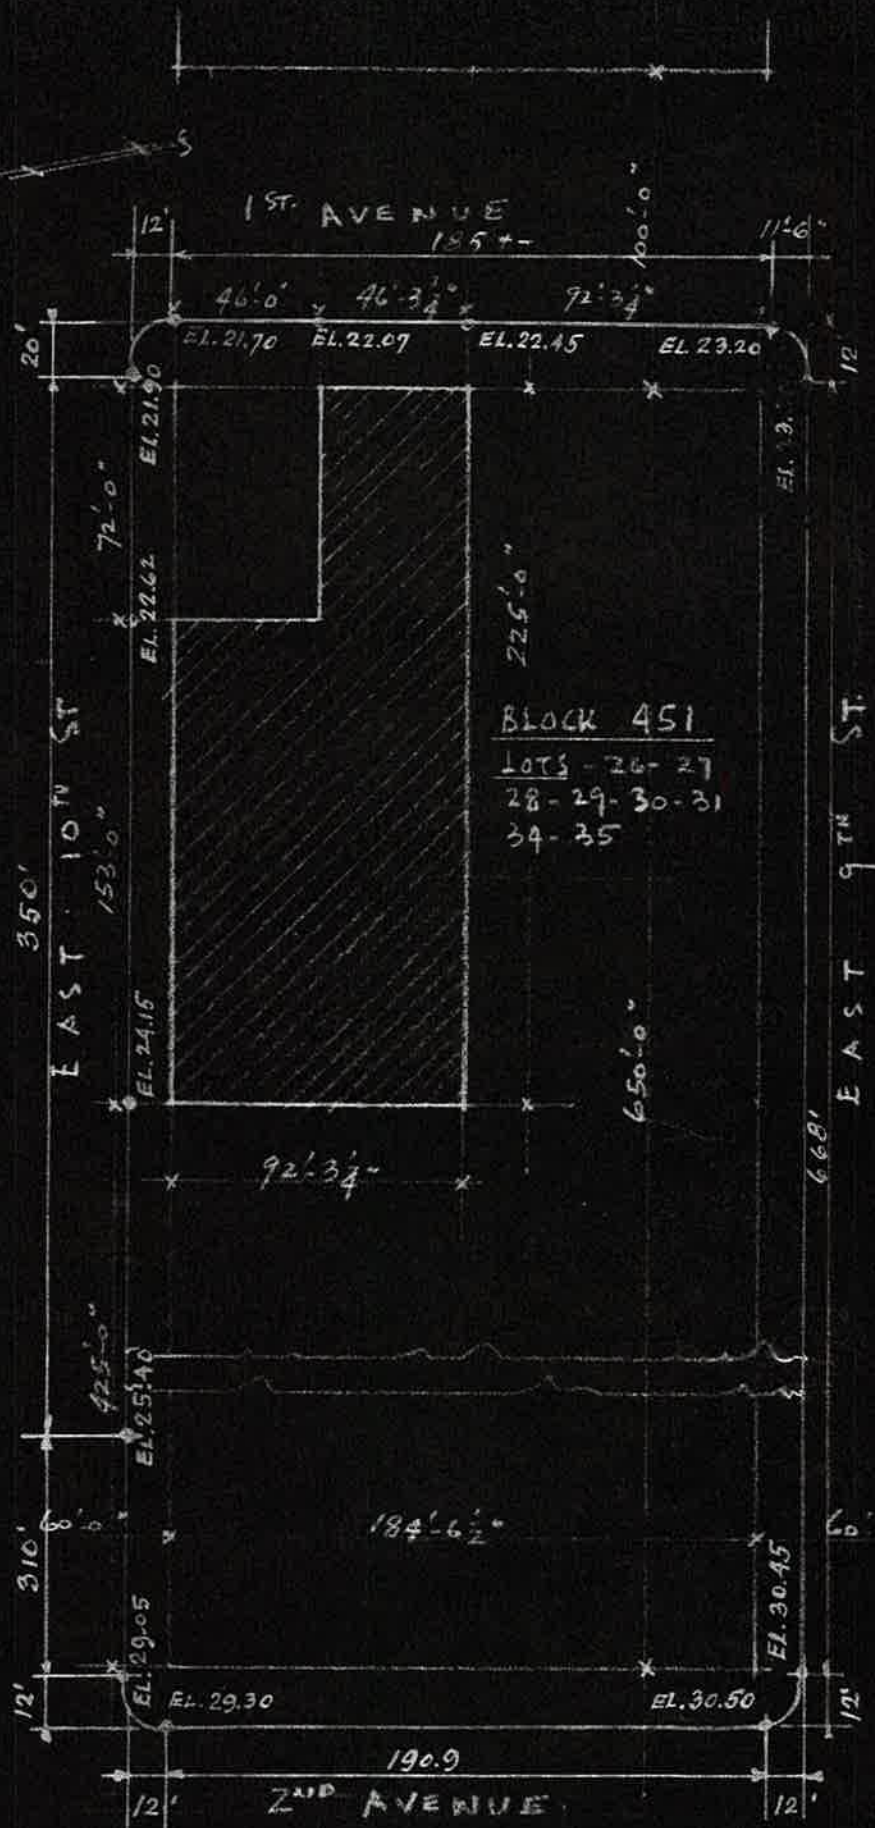 S
1ST. AVENUE
12'
185 +-
100'-0"
11'-6"
46'-0"
46'-3 1/4"
92'-3 1/4"
20'
EL. 21.70
EL. 22.07
EL. 22.45
EL. 23.20
12'
EL. 21.90
72'-0"
EL. 22.62
225'-0"
BLOCK 451
LOTS - 26-27
28-29-30-31
34-35
EAST 10TH ST
EAST 9TH ST.
350'
153'-0"
EL. 24.15
650'-0"
668'
92'-3 1/4"
425'-0"
EL. 25.40
310'
60'-0"
184'-6 1/2"
60'
EL. 29.05
EL. 30.45
12'
EL. 29.30
EL. 30.50
12'
190.9
12'
2ND AVENUE.
12'